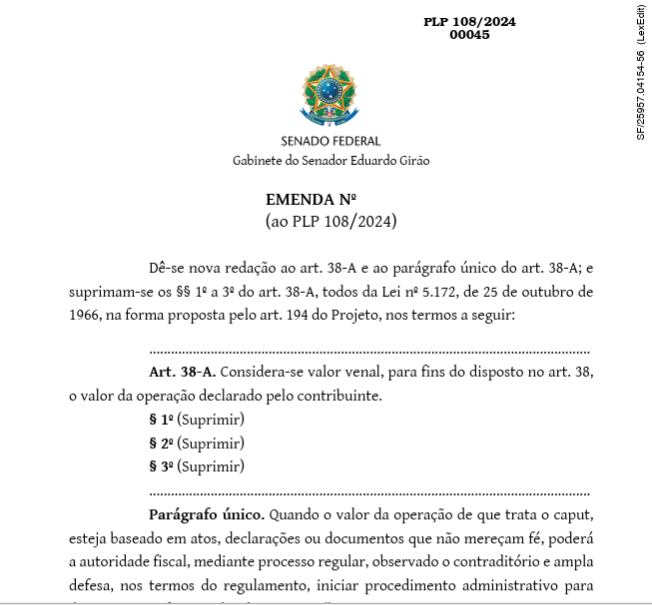 PLP 108/2024
00045
SF/25957.04154-56 (LexEdit)
SENADO FEDERAL
Gabinete do Senador Eduardo Girão
EMENDA Nº
(ao PLP 108/2024)
Dê-se nova redação ao art. 38-A e ao parágrafo único do art. 38-A; e
suprimam-se os §§ 1º a 3º do art. 38-A, todos da Lei nº 5.172, de 25 de outubro de
1966, na forma proposta pelo art. 194 do Projeto, nos termos a seguir:
..........................................................................................................................
Art. 38-A. Considera-se valor venal, para fins do disposto no art. 38,
o valor da operação declarado pelo contribuinte.
§ 1º (Suprimir)
§ 2º (Suprimir)
§ 3º (Suprimir)
..........................................................................................................................
Parágrafo único. Quando o valor da operação de que trata o caput,
esteja baseado em atos, declarações ou documentos que não mereçam fé, poderá
a autoridade fiscal, mediante processo regular, observado o contraditório e ampla
defesa, nos termos do regulamento, iniciar procedimento administrativo para